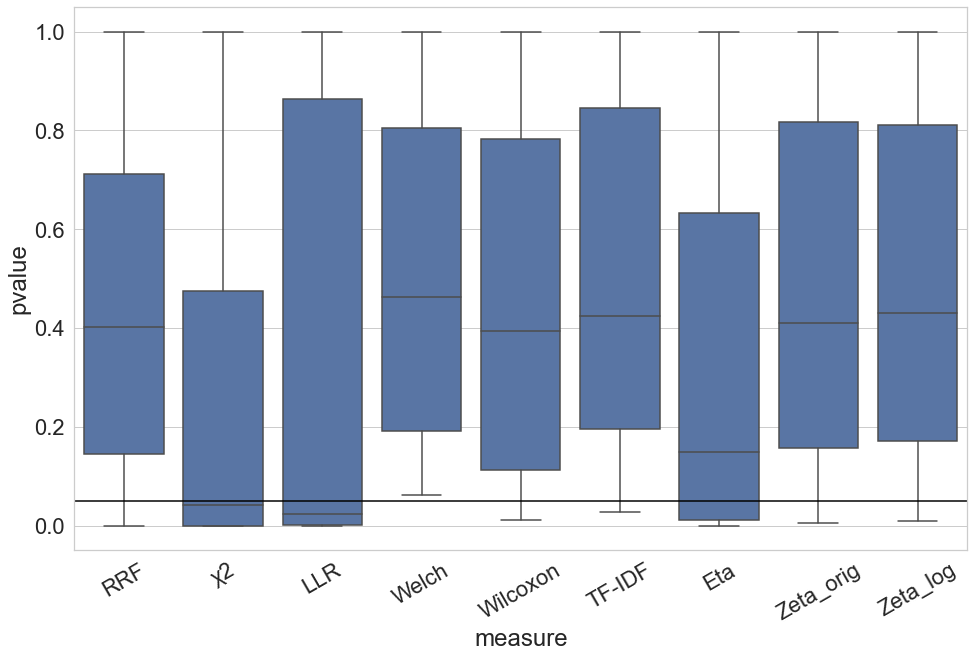 pvalue
1.0
0.8
0.6
0.4
0.2
0.0
RRF
χ2
LLR
Welch
Wilcoxon
TF-IDF
Eta
Zeta_orig
Zeta_log
measure